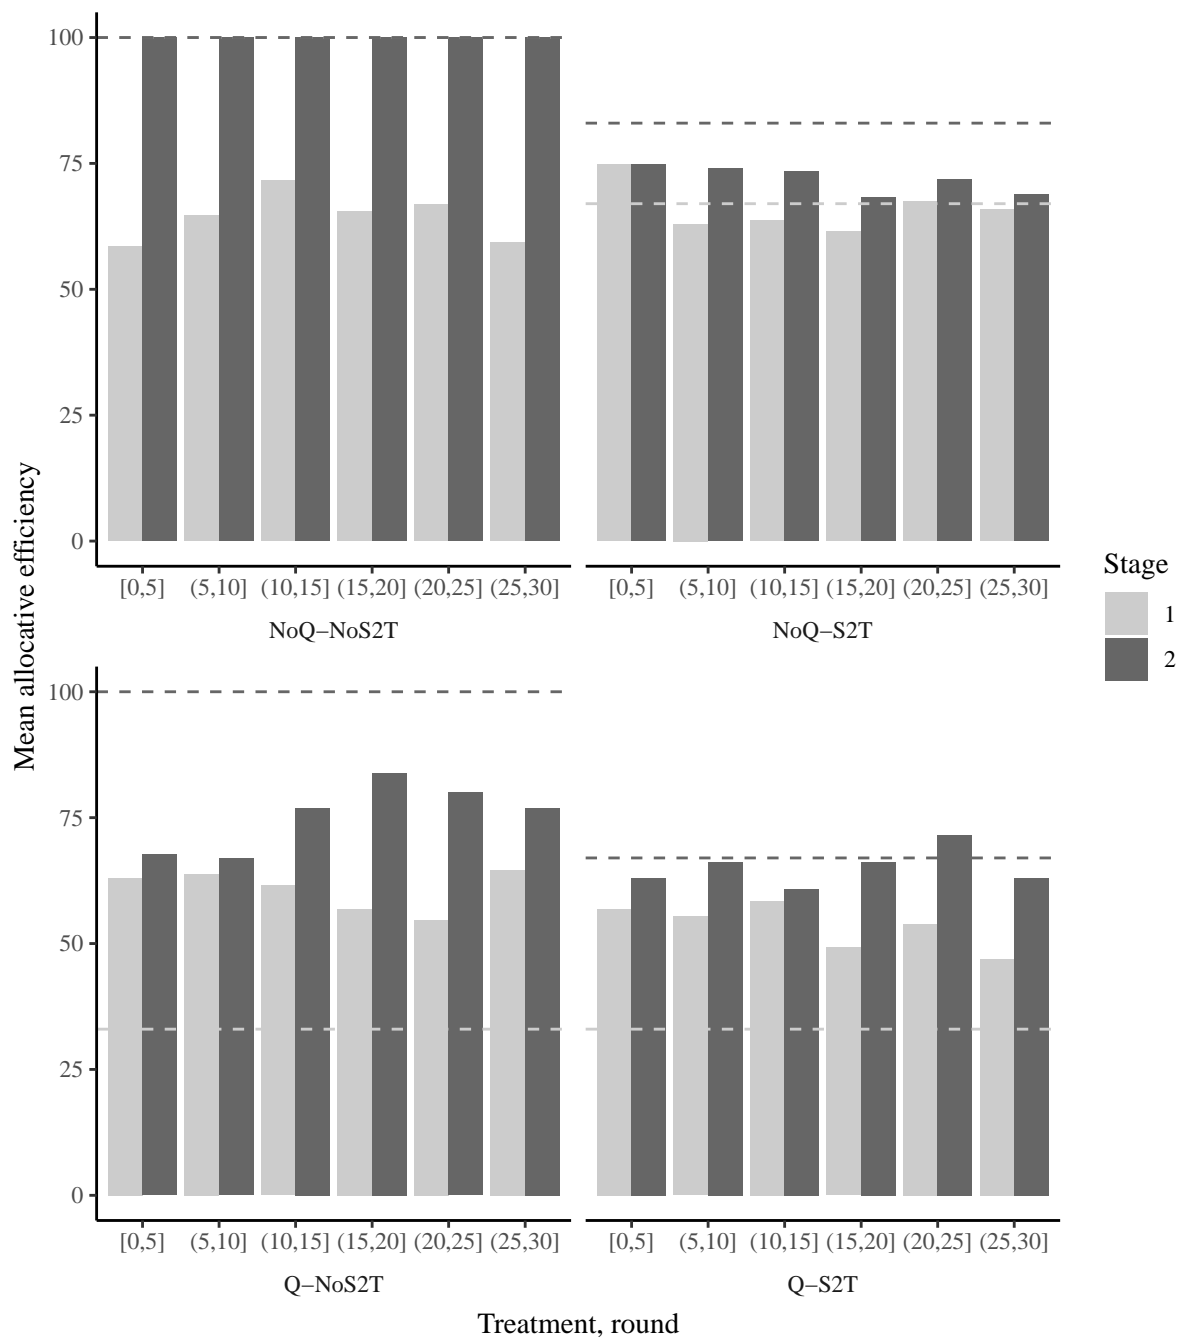 100
75
50
25
0
[0,5] (5,10] (10,15] (15,20] (20,25] (25,30]
NoQ−NoS2T
[0,5] (5,10] (10,15] (15,20] (20,25] (25,30]
NoQ−S2T
Mean allocative efficiency
Stage
1
2
100
75
50
25
0
[0,5] (5,10] (10,15] (15,20] (20,25] (25,30]
Q−NoS2T
[0,5] (5,10] (10,15] (15,20] (20,25] (25,30]
Q−S2T
Treatment, round